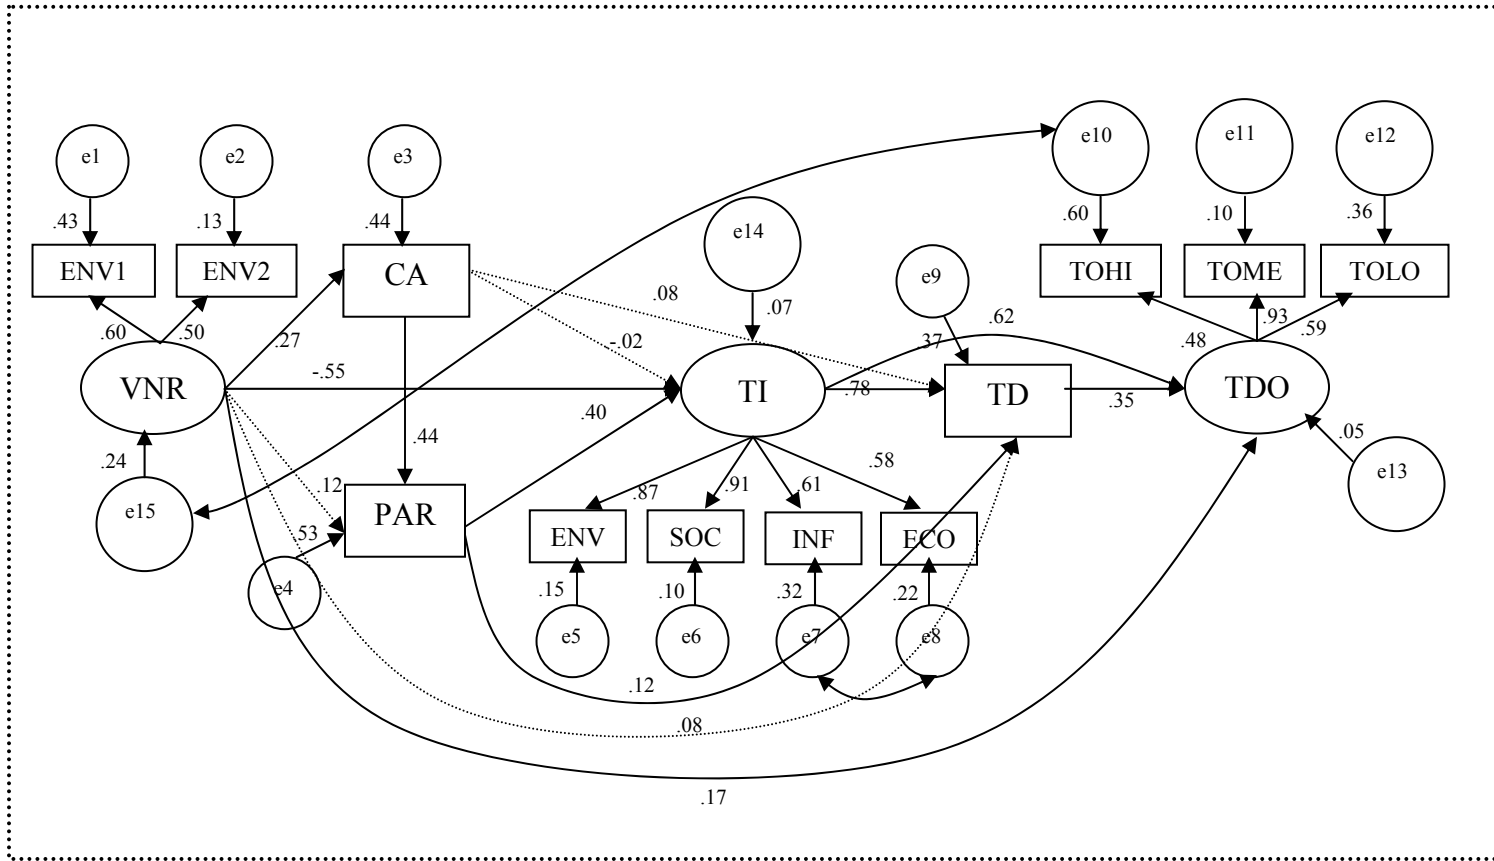 e1
e2
e3
e10
e11
e12
.43
.13
.44
e14
.60
.10
.36
ENV1
ENV2
CA
e9
TOHI
TOME
TOLO
.08
.07
.60
.50
.27
-.02
.37
.62
.48
.93
.59
-.55
VNR
TI
.78
TD
.35
TDO
.40
.44
.24
.12
.87
.91
.61
.58
.05
e13
e15
.53
PAR
ENV
SOC
INF
ECO
e4
.15
.10
.32
.22
e5
e6
e7
e8
.12
.08
.17